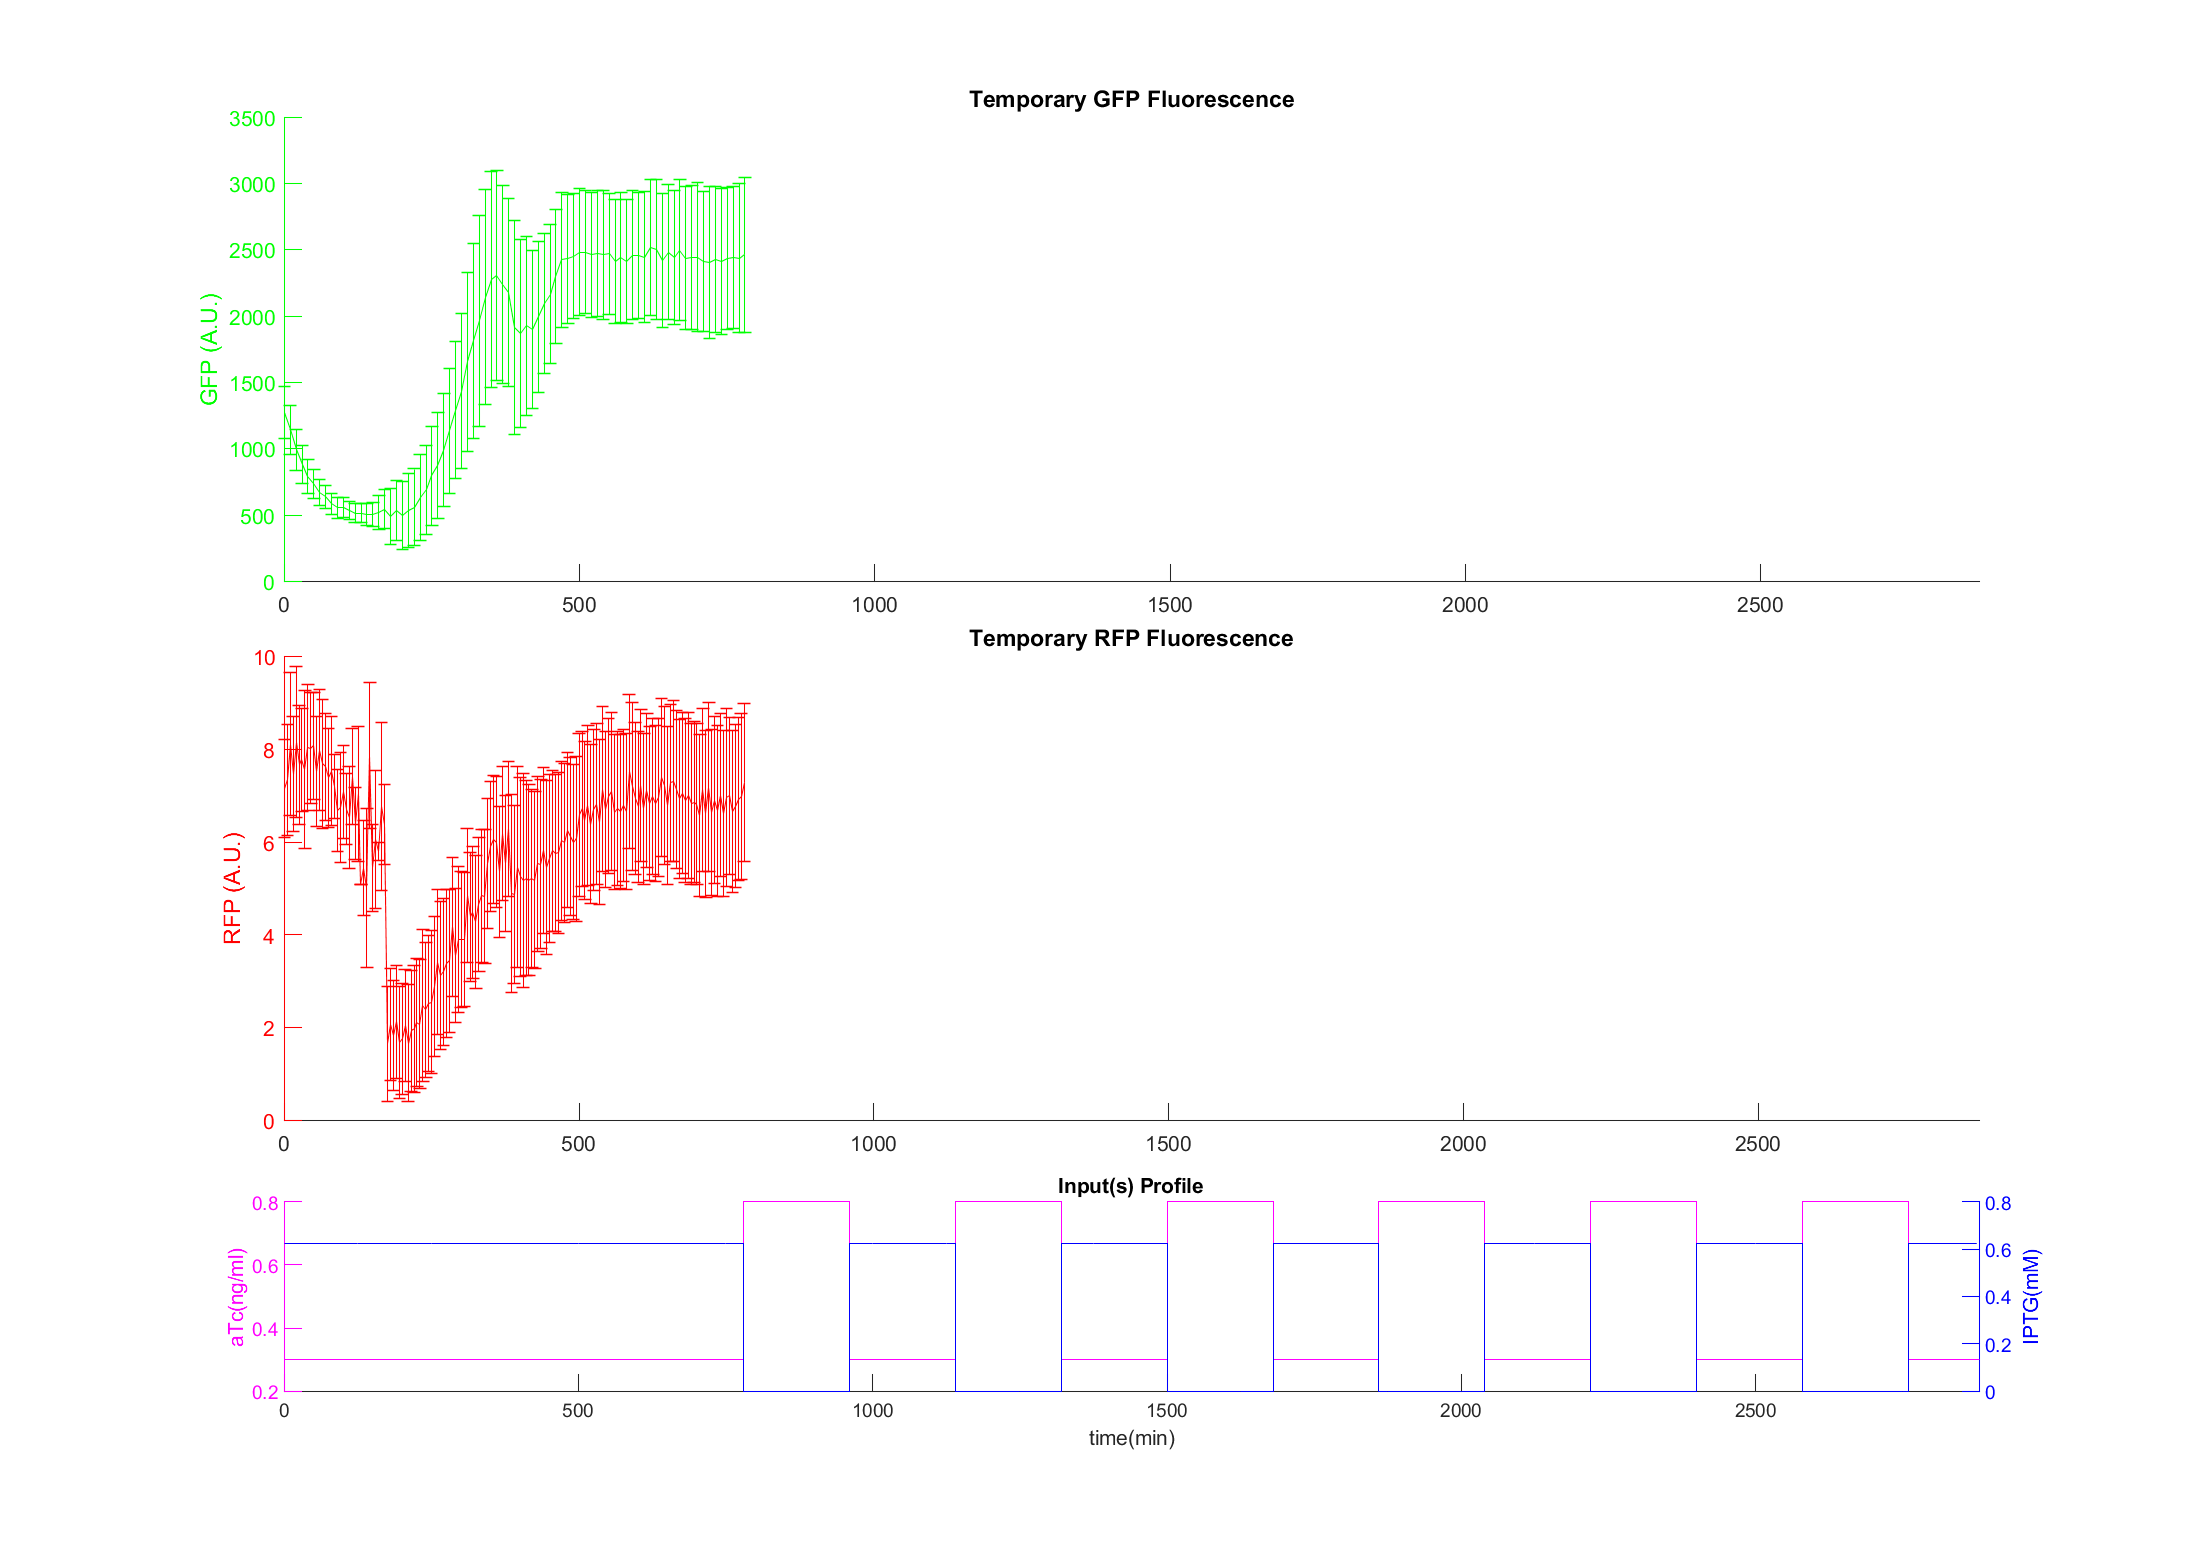 Temporary GFP Fluorescence
3500
3000
2500
2000
1500
1000
500
0
GFP (A.U.)
0 500 1000 1500 2000 2500
Temporary RFP Fluorescence
10
8
6
4
2
0
RFP (A.U.)
0 500 1000 1500 2000 2500
Input(s) Profile
0.8
0.6
0.4
0.2
aTc(ng/ml)
0.8
0.6
0.4
0.2
0
IPTG(mM)
0 500 1000 1500 2000 2500
time(min)